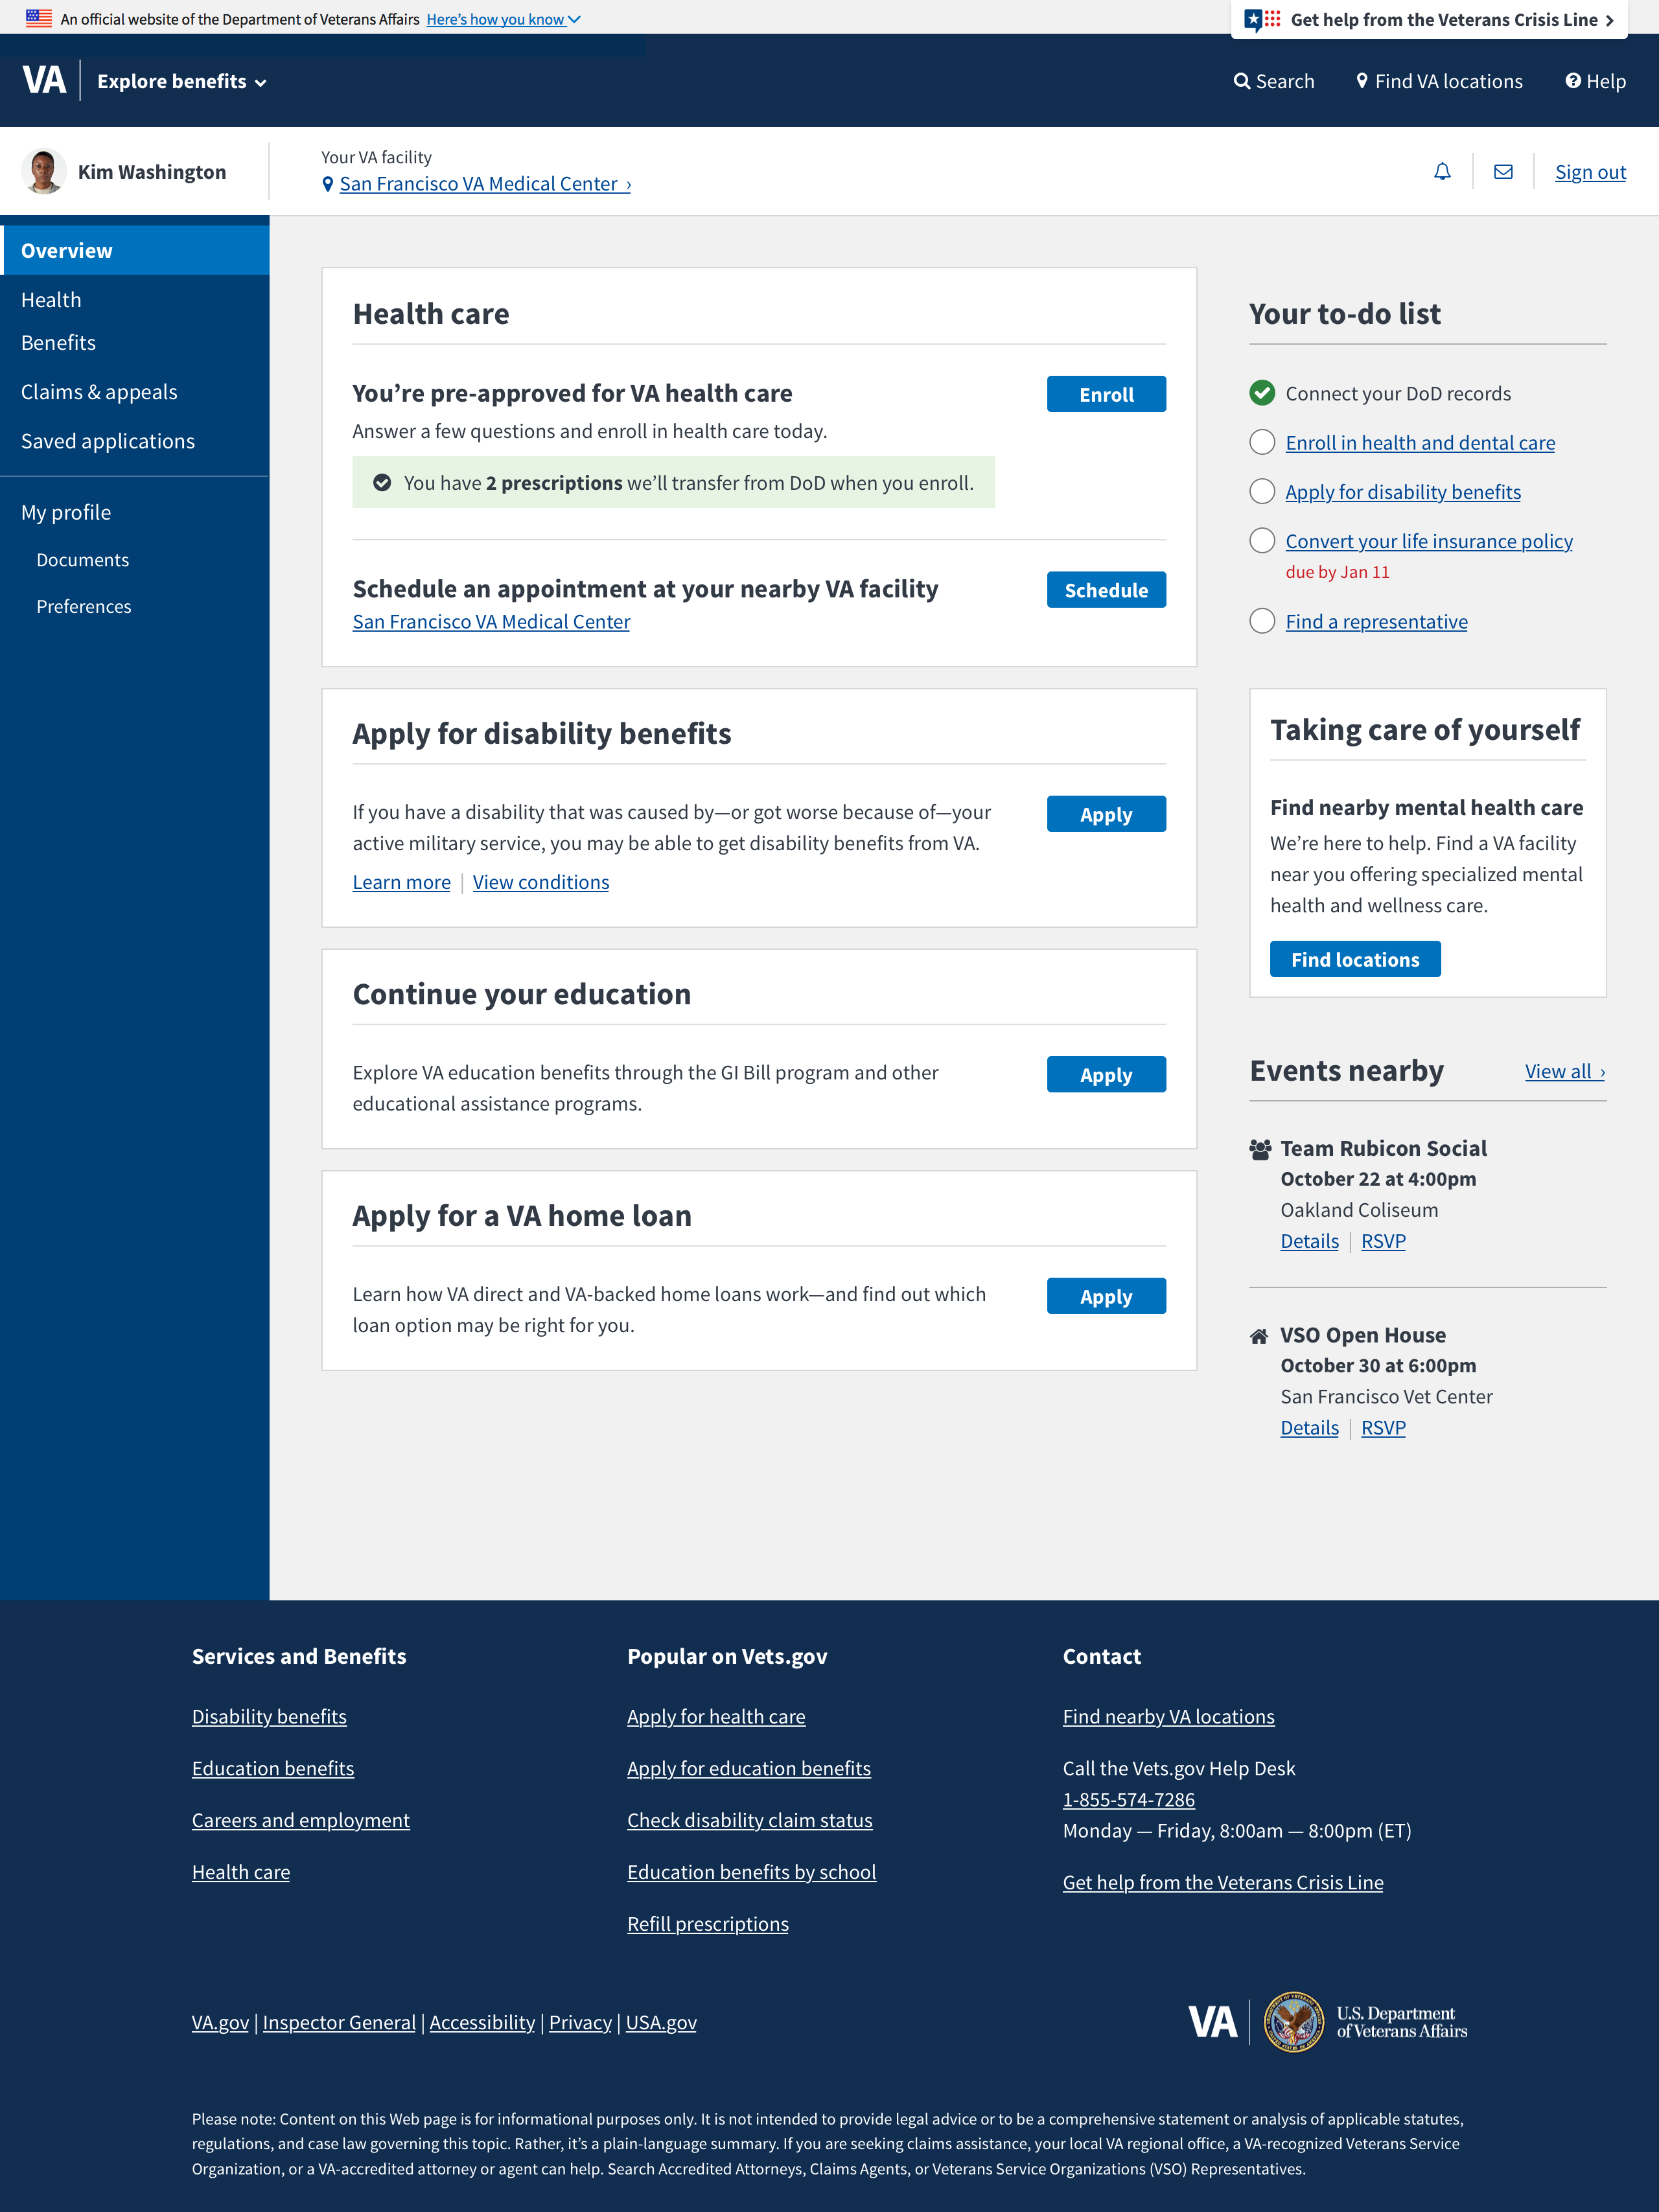 An official website of the Department of Veterans Affairs Here's how you know
Get help from the Veterans Crisis Line
VA
Explore benefits
Search
Find VA locations
Help
Kim Washington
Your VA facility
San Francisco VA Medical Center ›
Sign out
Overview
Health
Benefits
Claims & appeals
Saved applications
My profile
Documents
Preferences
Health care
You're pre-approved for VA health care
Enroll
Answer a few questions and enroll in health care today.
You have 2 prescriptions we'll transfer from DoD when you enroll.
Schedule an appointment at your nearby VA facility
Schedule
San Francisco VA Medical Center
Apply for disability benefits
If you have a disability that was caused by—or got worse because of—your
active military service, you may be able to get disability benefits from VA.
Apply
Learn more | View conditions
Continue your education
Explore VA education benefits through the GI Bill program and other
educational assistance programs.
Apply
Apply for a VA home loan
Learn how VA direct and VA-backed home loans work—and find out which
loan option may be right for you.
Apply
Your to-do list
Connect your DoD records
Enroll in health and dental care
Apply for disability benefits
Convert your life insurance policy
due by Jan 11
Find a representative
Taking care of yourself
Find nearby mental health care
We're here to help. Find a VA facility
near you offering specialized mental
health and wellness care.
Find locations
Events nearby
View all ›
Team Rubicon Social
October 22 at 4:00pm
Oakland Coliseum
Details | RSVP
VSO Open House
October 30 at 6:00pm
San Francisco Vet Center
Details | RSVP
Services and Benefits
Disability benefits
Education benefits
Careers and employment
Health care
Popular on Vets.gov
Apply for health care
Apply for education benefits
Check disability claim status
Education benefits by school
Refill prescriptions
Contact
Find nearby VA locations
Call the Vets.gov Help Desk
1-855-574-7286
Monday — Friday, 8:00am — 8:00pm (ET)
Get help from the Veterans Crisis Line
VA.gov | Inspector General | Accessibility | Privacy | USA.gov
VA
U.S. Department
of Veterans Affairs
Please note: Content on this Web page is for informational purposes only. It is not intended to provide legal advice or to be a comprehensive statement or analysis of applicable statutes,
regulations, and case law governing this topic. Rather, it's a plain-language summary. If you are seeking claims assistance, your local VA regional office, a VA-recognized Veterans Service
Organization, or a VA-accredited attorney or agent can help. Search Accredited Attorneys, Claims Agents, or Veterans Service Organizations (VSO) Representatives.